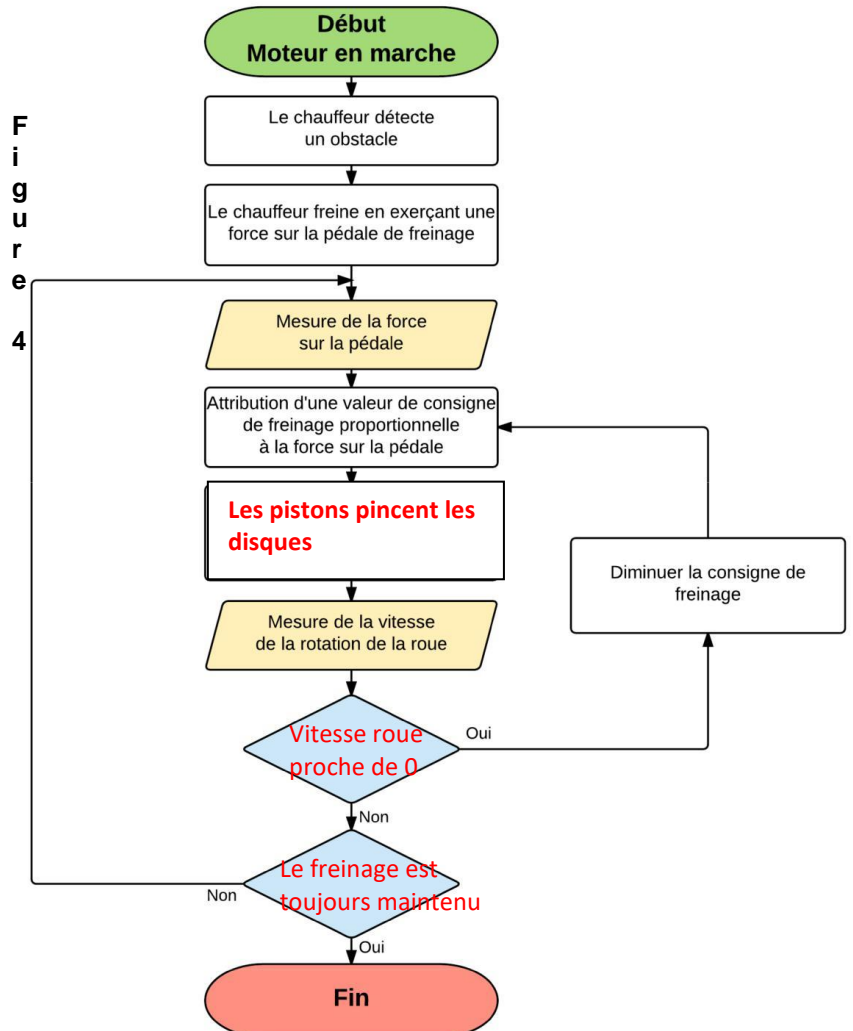 Début
Moteur en marche
Le chauffeur détecte
un obstacle
Figure 4
Le chauffeur freine en exerçant une
force sur la pédale de freinage
Mesure de la force
sur la pédale
Attribution d'une valeur de consigne
de freinage proportionnelle
à la force sur la pédale
Les pistons pincent les
disques
Diminuer la consigne de
freinage
Mesure de la vitesse
de la rotation de la roue
Vitesse roue
proche de 0
Oui
Non
Le freinage est
toujours maintenu
Non
Oui
Fin